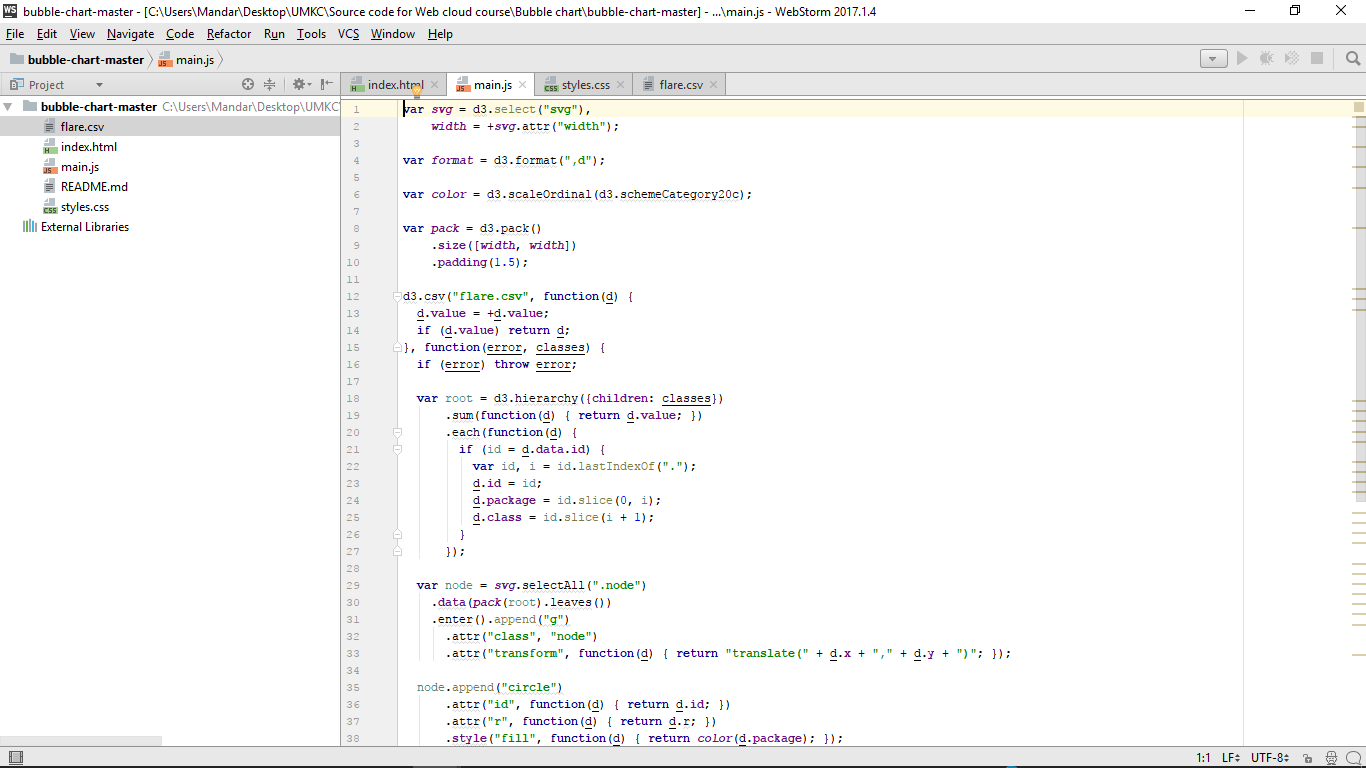 WS bubble-chart-master - [C:\Users\Mandar\Desktop\UMKC\Source code for Web cloud course\Bubble chart\bubble-chart-master] - ...\main.js - WebStorm 2017.1.4
File Edit View Navigate Code Refactor Run Tools VCS Window Help
bubble-chart-master main.js
Project index.html main.js styles.css flare.csv
bubble-chart-master C:\Users\Mandar\Desktop\UMKC
flare.csv
index.html
main.js
README.md
styles.css
External Libraries
1 var svg = d3.select("svg"),
2 width = +svg.attr("width");
3
4 var format = d3.format(",d");
5
6 var color = d3.scaleOrdinal(d3.schemeCategory20c);
7
8 var pack = d3.pack()
9 .size([width, width])
10 .padding(1.5);
11
12 d3.csv("flare.csv", function(d) {
13 d.value = +d.value;
14 if (d.value) return d;
15 }, function(error, classes) {
16 if (error) throw error;
17
18 var root = d3.hierarchy({children: classes})
19 .sum(function(d) { return d.value; })
20 .each(function(d) {
21 if (id = d.data.id) {
22 var id, i = id.lastIndexOf(".");
23 d.id = id;
24 d.package = id.slice(0, i);
25 d.class = id.slice(i + 1);
26 }
27 });
28
29 var node = svg.selectAll(".node")
30 .data(pack(root).leaves())
31 .enter().append("g")
32 .attr("class", "node")
33 .attr("transform", function(d) { return "translate(" + d.x + "," + d.y + ")"; });
34
35 node.append("circle")
36 .attr("id", function(d) { return d.id; })
37 .attr("r", function(d) { return d.r; })
38 .style("fill", function(d) { return color(d.package); });
1:1 LF UTF-8